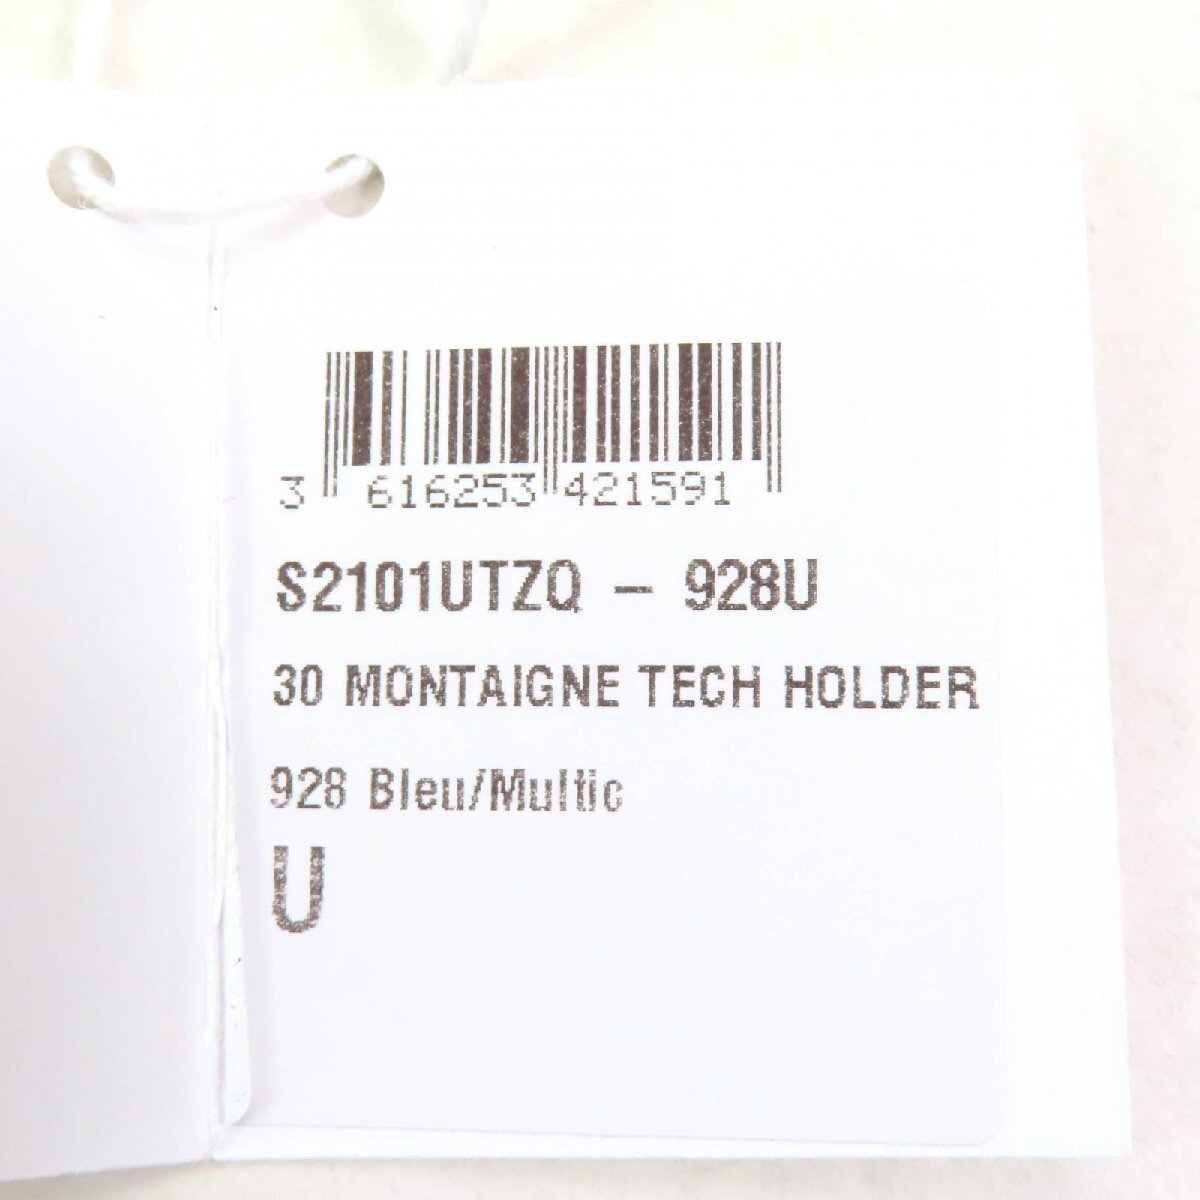 3 616253 421591
S2101UTZQ - 928U
30 MONTAIGNE TECH HOLDER
928 Bleu/Multic
U